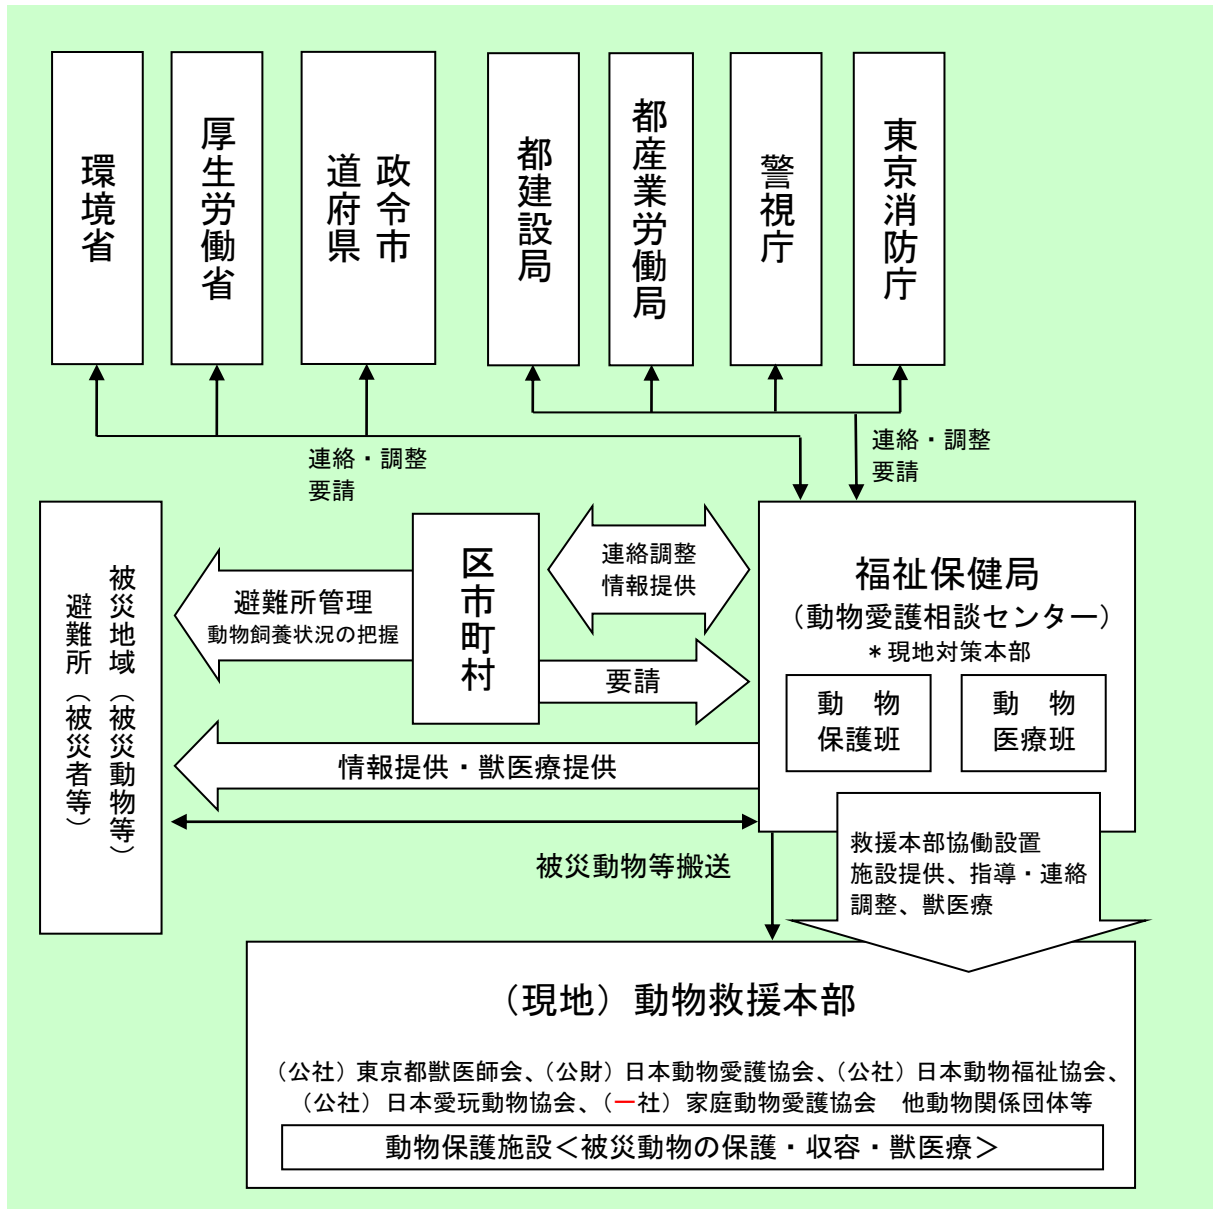 環境省
厚生労働省
政令市
道府県
都建設局
都産業労働局
警視庁
東京消防庁
連絡・調整
要請
連絡・調整
要請
被災地域（被災動物等）
避難所（被災者等）
避難所管理
動物飼養状況の把握
区市町村
連絡調整
情報提供
要請
福祉保健局
（動物愛護相談センター）
＊現地対策本部
動　物
保護班
動　物
医療班
情報提供・獣医療提供
被災動物等搬送
救援本部協働設置
施設提供、指導・連絡
調整、獣医療
（現地）動物救援本部
（公社）東京都獣医師会、（公財）日本動物愛護協会、（公社）日本動物福祉協会、
（公社）日本愛玩動物協会、（一社）家庭動物愛護協会　他動物関係団体等
動物保護施設＜被災動物の保護・収容・獣医療＞